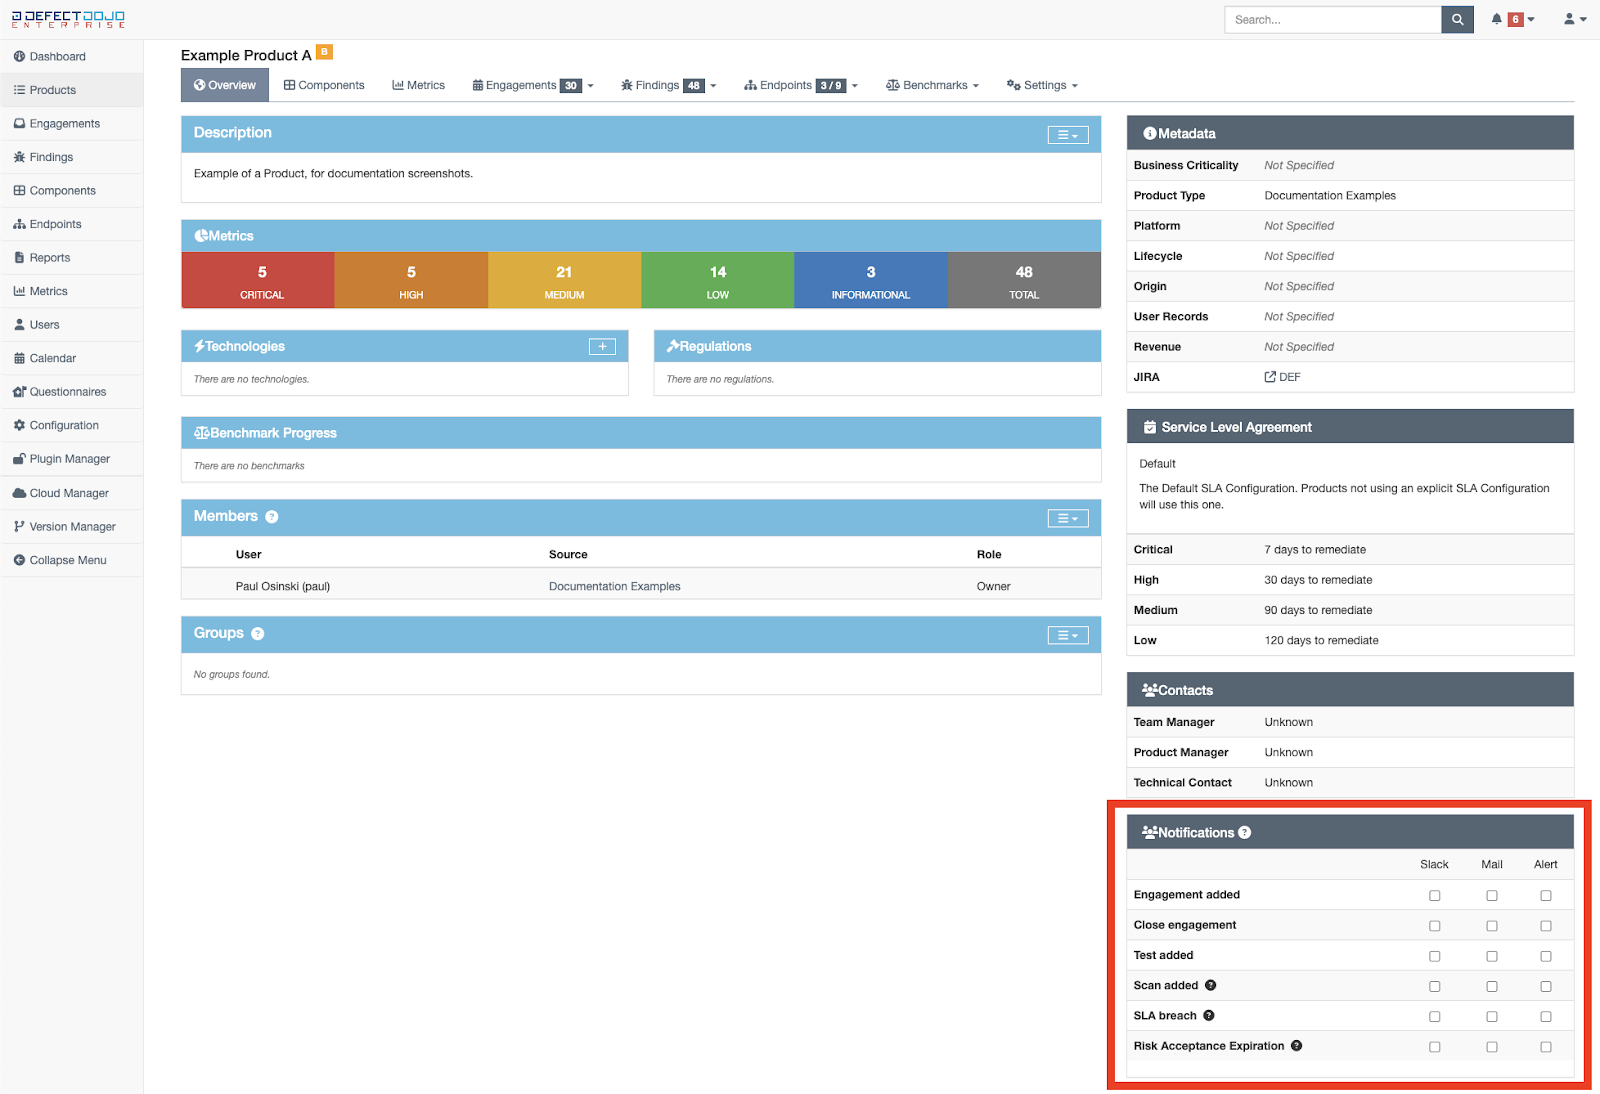 DEFECTDOJO
ENTERPRISE
Search...
6
Dashboard
Products
Engagements
Findings
Components
Endpoints
Reports
Metrics
Users
Calendar
Questionnaires
Configuration
Plugin Manager
Cloud Manager
Version Manager
Collapse Menu
Example Product A B
Overview Components Metrics Engagements 30 Findings 48 Endpoints 3 / 9 Benchmarks Settings
Description
Example of a Product, for documentation screenshots.
Metrics
5 5 21 14 3 48
CRITICAL HIGH MEDIUM LOW INFORMATIONAL TOTAL
Technologies
There are no technologies.
Regulations
There are no regulations.
Benchmark Progress
There are no benchmarks
Members
User Source Role
Paul Osinski (paul) Documentation Examples Owner
Groups
No groups found.
Metadata
Business Criticality Not Specified
Product Type Documentation Examples
Platform Not Specified
Lifecycle Not Specified
Origin Not Specified
User Records Not Specified
Revenue Not Specified
JIRA DEF
Service Level Agreement
Default
The Default SLA Configuration. Products not using an explicit SLA Configuration
will use this one.
Critical 7 days to remediate
High 30 days to remediate
Medium 90 days to remediate
Low 120 days to remediate
Contacts
Team Manager Unknown
Product Manager Unknown
Technical Contact Unknown
Notifications
Slack Mail Alert
Engagement added
Close engagement
Test added
Scan added
SLA breach
Risk Acceptance Expiration